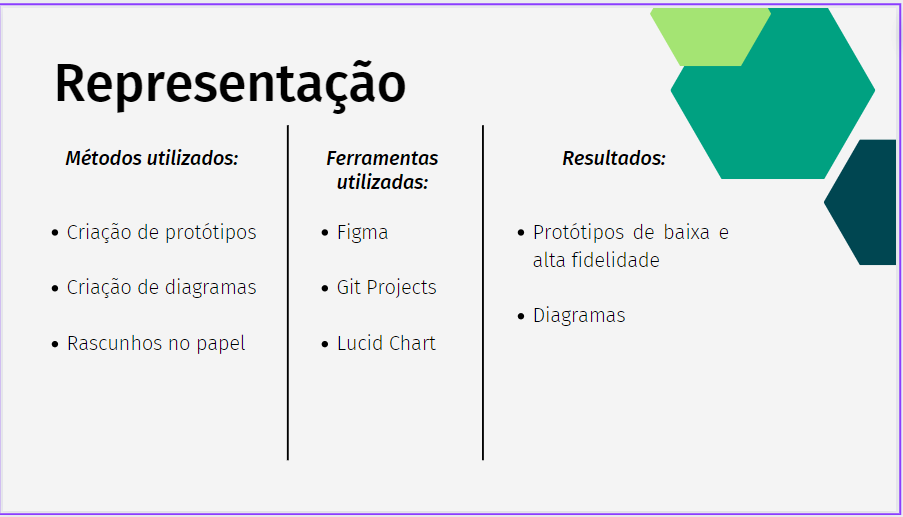 Representação
Métodos utilizados:
Criação de protótipos
Criação de diagramas
Rascunhos no papel
Ferramentas
utilizadas:
Figma
Git Projects
Lucid Chart
Resultados:
Protótipos de baixa e
alta fidelidade
Diagramas